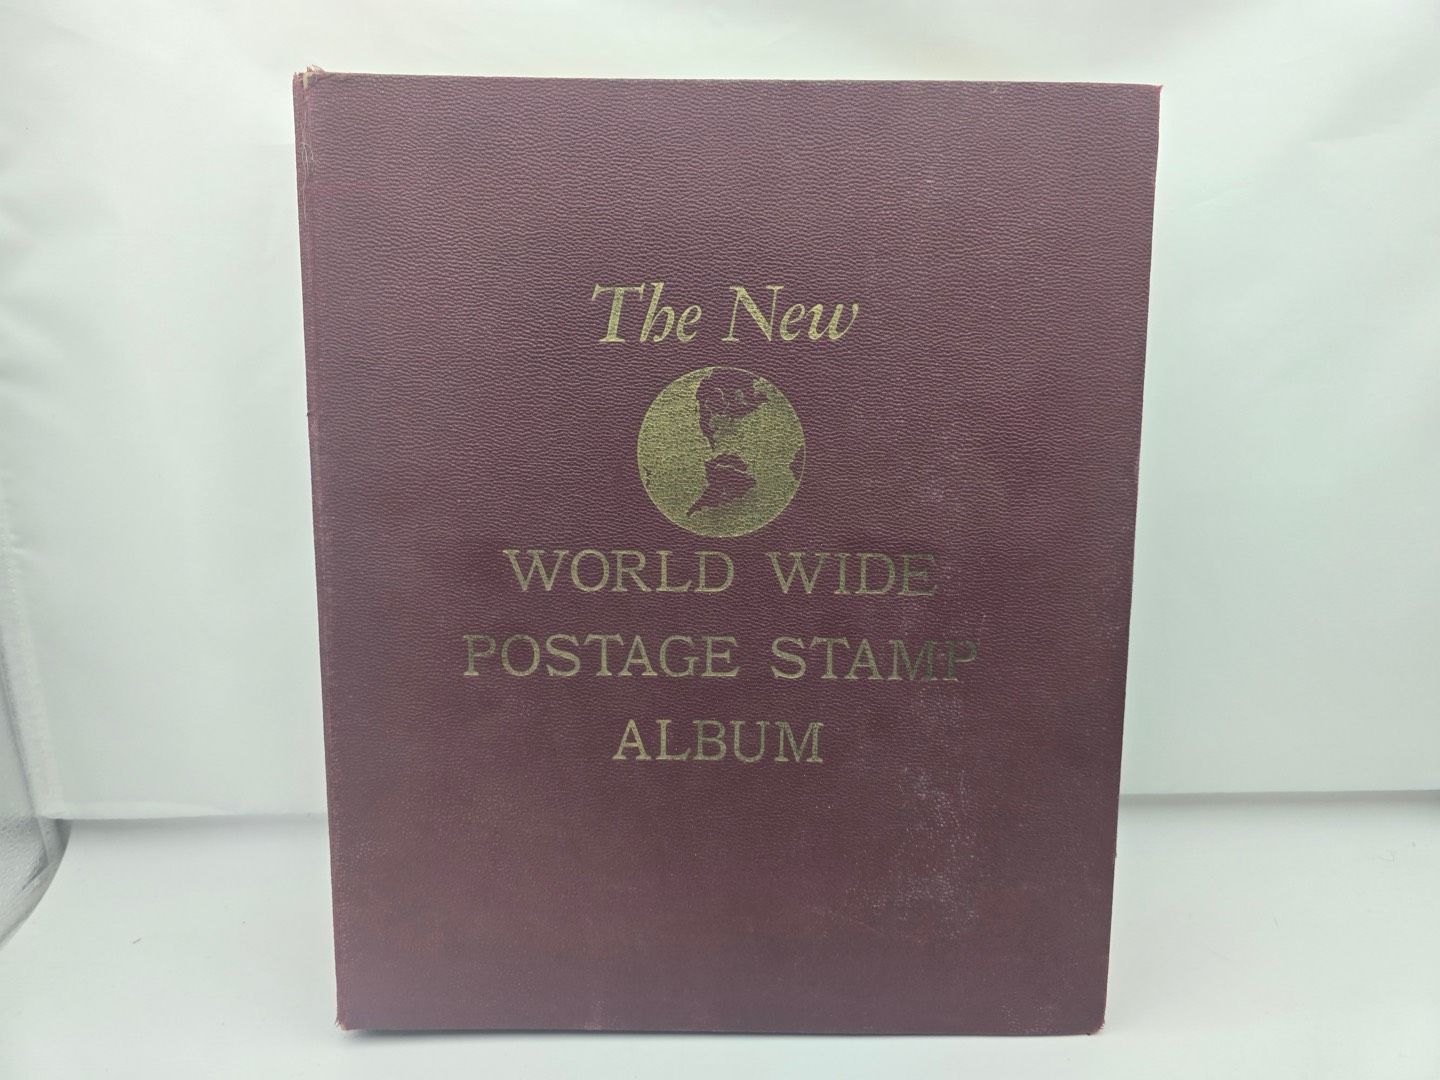 The New
WORLD WIDE
POSTAGE STAMP
ALBUM